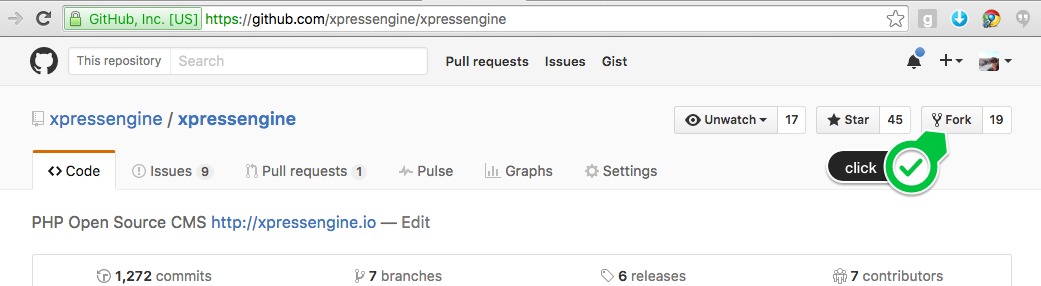 GitHub, Inc. [US] https://github.com/xpressengine/xpressengine
This repository Search Pull requests Issues Gist
xpressengine / xpressengine Unwatch 17 Star 45 Fork 19
click
Code Issues 9 Pull requests 1 Pulse Graphs Settings
PHP Open Source CMS http://xpressengine.io — Edit
1,272 commits 7 branches 6 releases 7 contributors